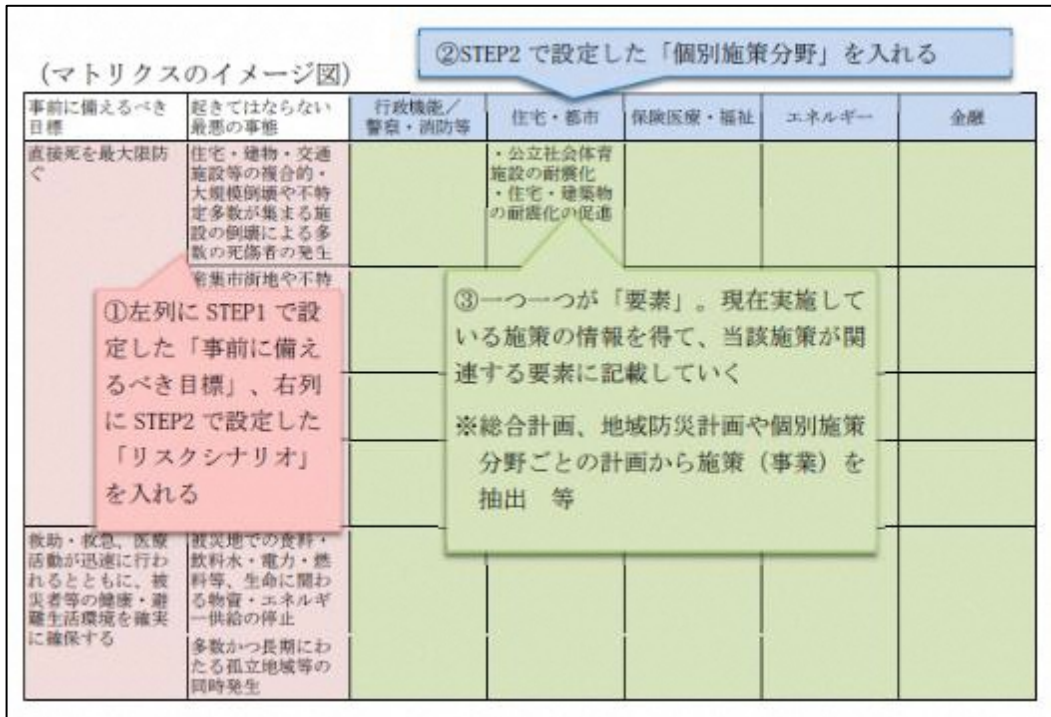 ②STEP2 で設定した「個別施策分野」を入れる
(マトリクスのイメージ図)
事前に備えるべき
目標
起きてはならない
最悪の事態
行政機能／
警察・消防等
住宅・都市
保険医療・福祉
エネルギー
金融
直接死を最大限防
ぐ
住宅・建物・交通
施設等の複合的・
大規模倒壊や不特
定多数が集まる施
設の倒壊による多
数の死傷者の発生
・公立社会体育
施設の耐震化
・住宅・建築物
の耐震化の促進
密集市街地や不特
①左列に STEP1 で設
定した「事前に備え
るべき目標」、右列
に STEP2 で設定した
「リスクシナリオ」
を入れる
③一つ一つが「要素」。現在実施して
いる施策の情報を得て、当該施策が関
連する要素に記載していく
※総合計画、地域防災計画や個別施策
分野ごとの計画から施策（事業）を
抽出　等
救助・救急、医療
活動が迅速に行わ
れるとともに、被
災者等の健康・避
難生活環境を確実
に確保する
被災地での食料・
飲料水・電力・燃
料等、生命に関わ
る物資・エネルギ
ー供給の停止
多数かつ長期にわ
たる孤立地域等の
同時発生